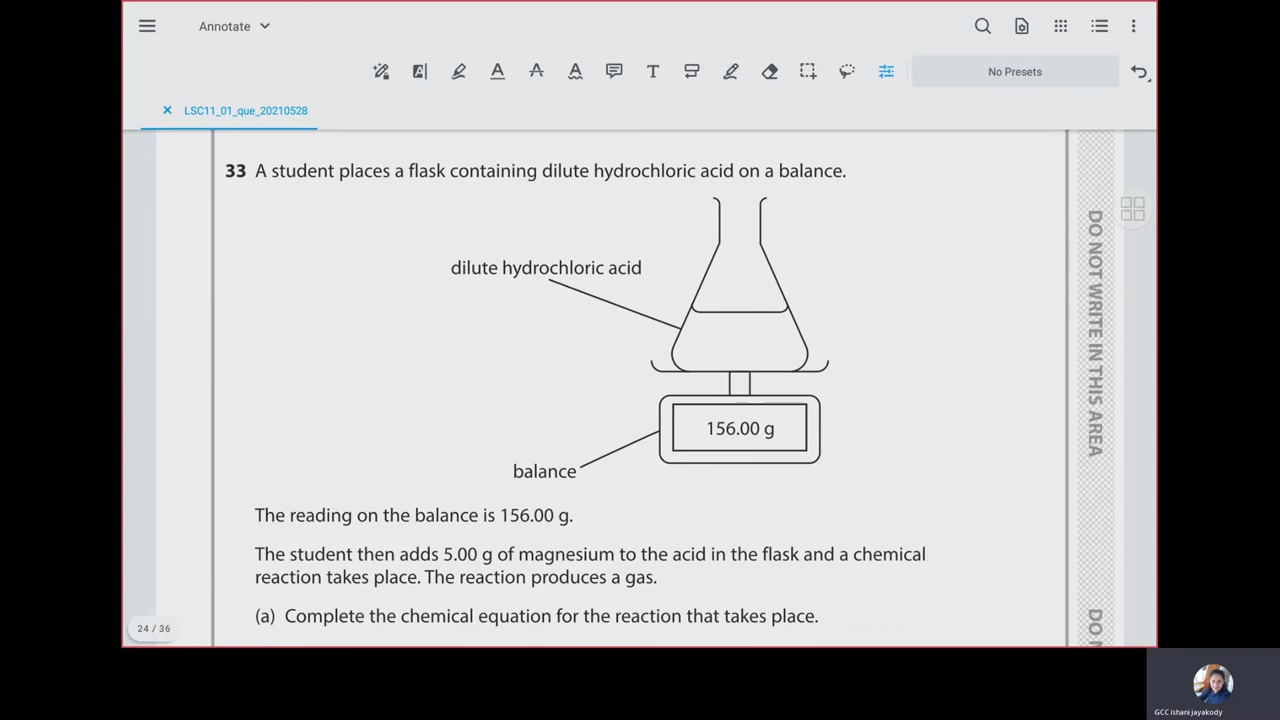 Annotate
No Presets
LSC11_01_que_20210528
33 A student places a flask containing dilute hydrochloric acid on a balance.
dilute hydrochloric acid
156.00 g
balance
The reading on the balance is 156.00 g.
The student then adds 5.00 g of magnesium to the acid in the flask and a chemical
reaction takes place. The reaction produces a gas.
(a) Complete the chemical equation for the reaction that takes place.
24 / 36
DO NOT WRITE IN THIS AREA
DO N
GCC ishani jayakody